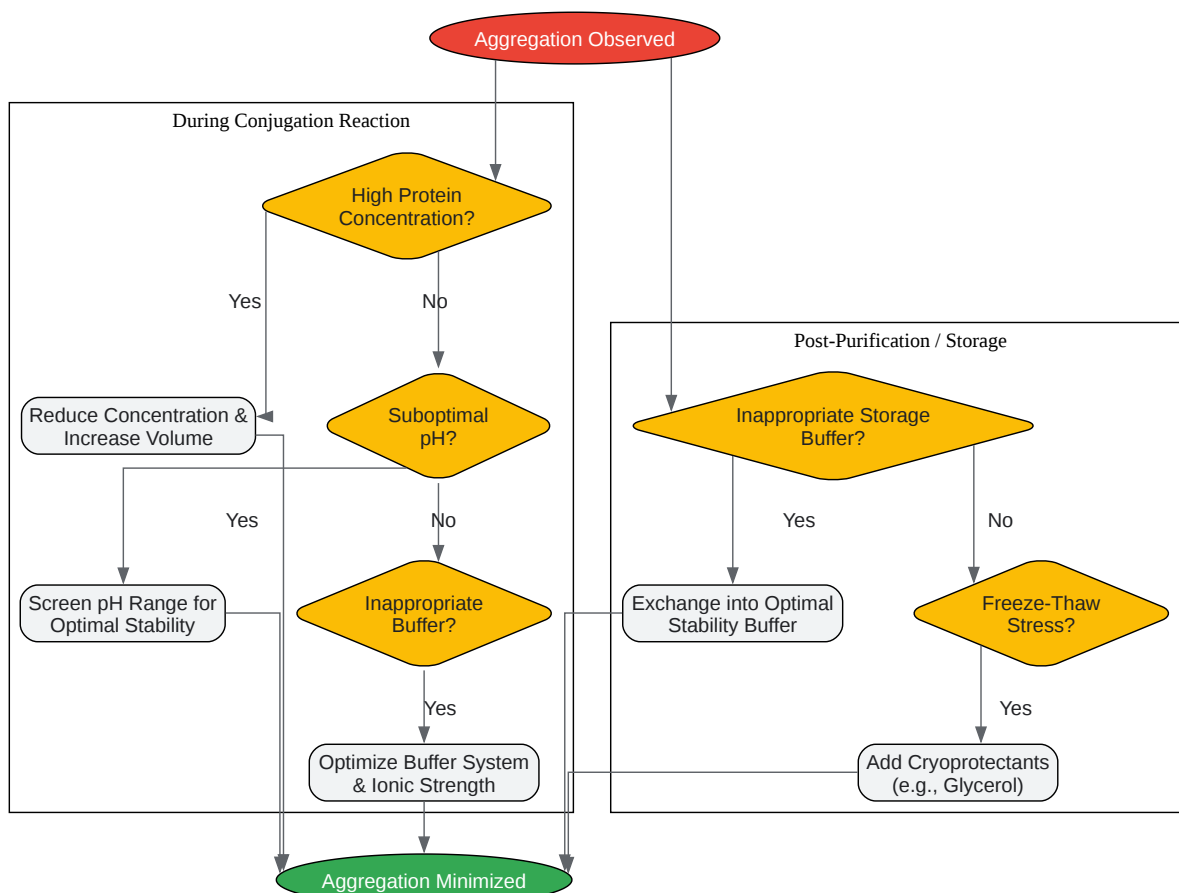 Aggregation Observed
During Conjugation Reaction
High Protein
Concentration?
Yes
No
Reduce Concentration &
Increase Volume
Suboptimal
pH?
Yes
No
Screen pH Range for
Optimal Stability
Inappropriate
Buffer?
Yes
Optimize Buffer System
& Ionic Strength
Post-Purification / Storage
Inappropriate Storage
Buffer?
Yes
No
Exchange into Optimal
Stability Buffer
Freeze-Thaw
Stress?
Yes
Add Cryoprotectants
(e.g., Glycerol)
Aggregation Minimized